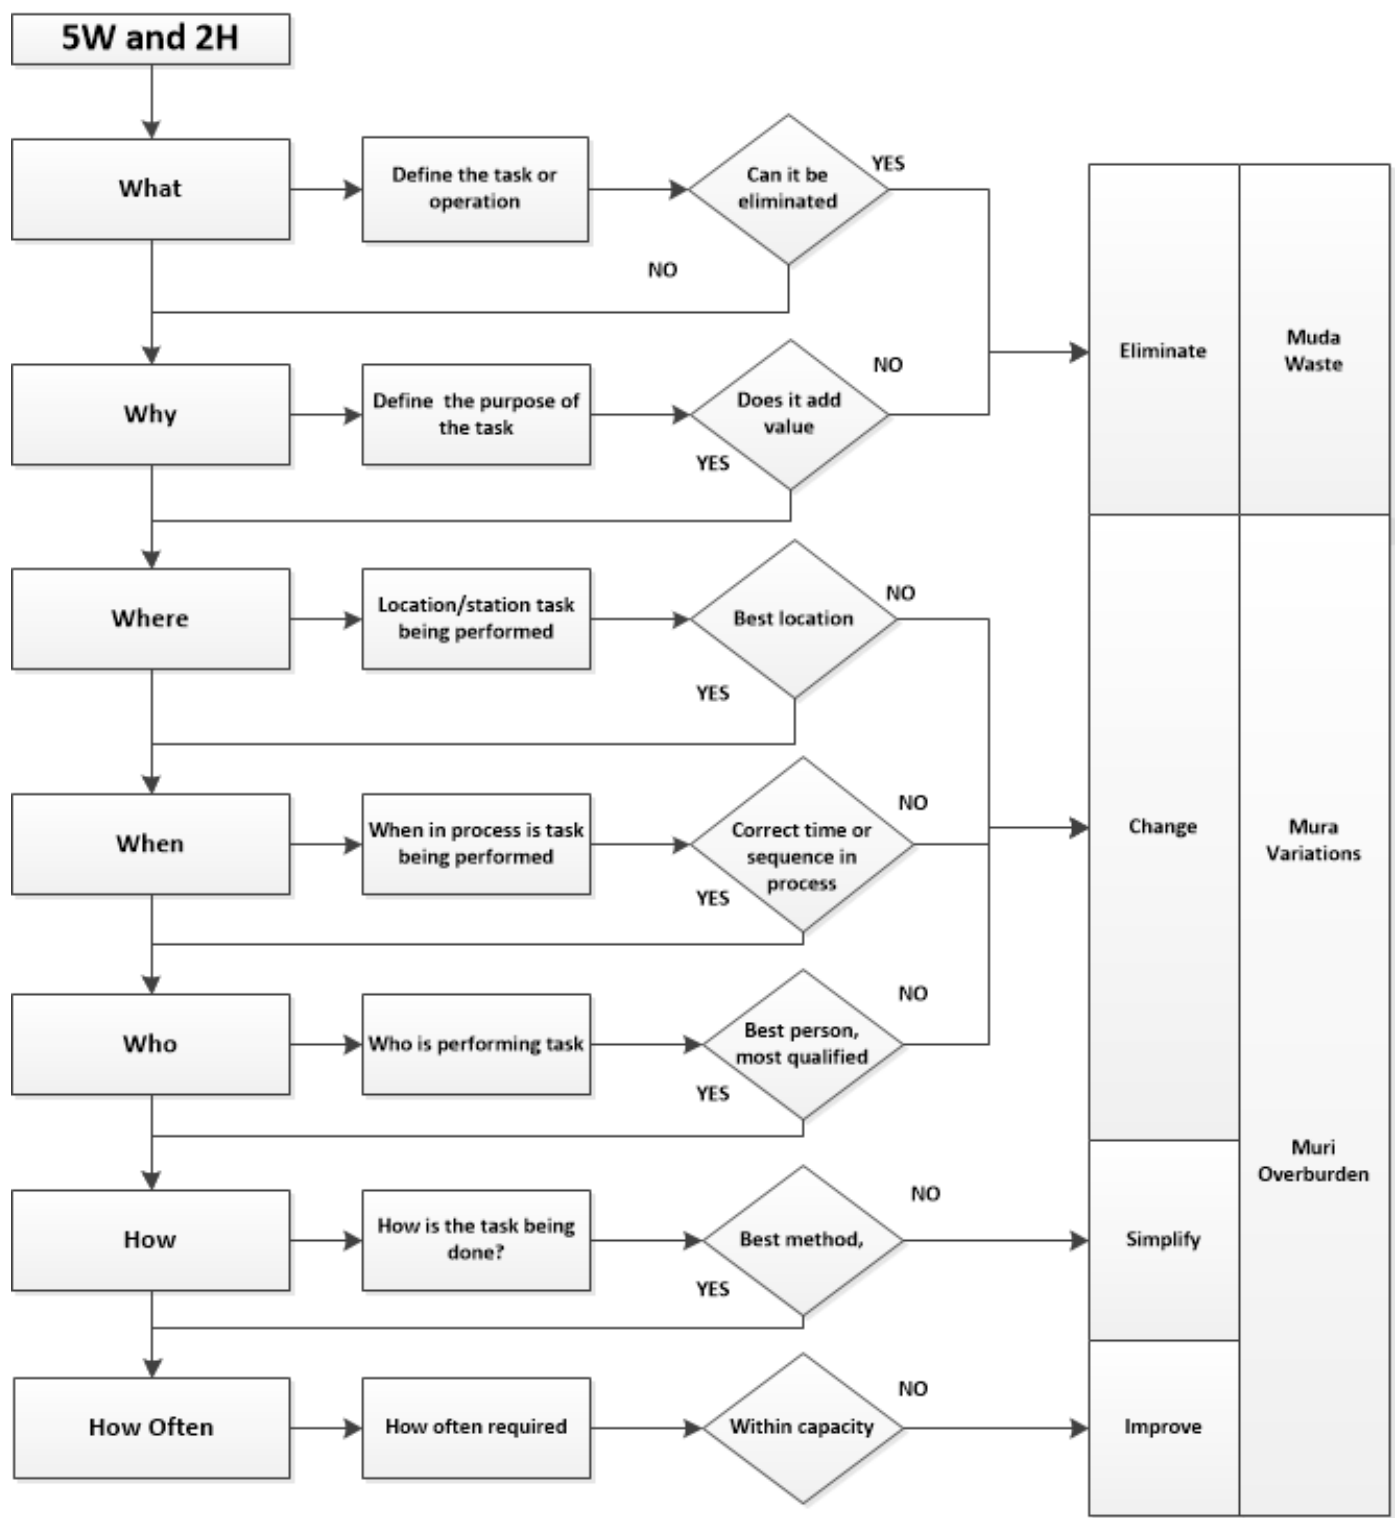 5W and 2H
What
Define the task or
operation
Can it be
eliminated
YES
NO
Why
Define the purpose of
the task
Does it add
value
NO
YES
Eliminate
Muda
Waste
Where
Location/station task
being performed
Best location
NO
YES
When
When in process is task
being performed
Correct time or
sequence in
process
NO
YES
Change
Mura
Variations
Who
Who is performing task
Best person,
most qualified
NO
YES
Muri
Overburden
How
How is the task being
done?
Best method,
NO
YES
Simplify
How Often
How often required
Within capacity
NO
Improve